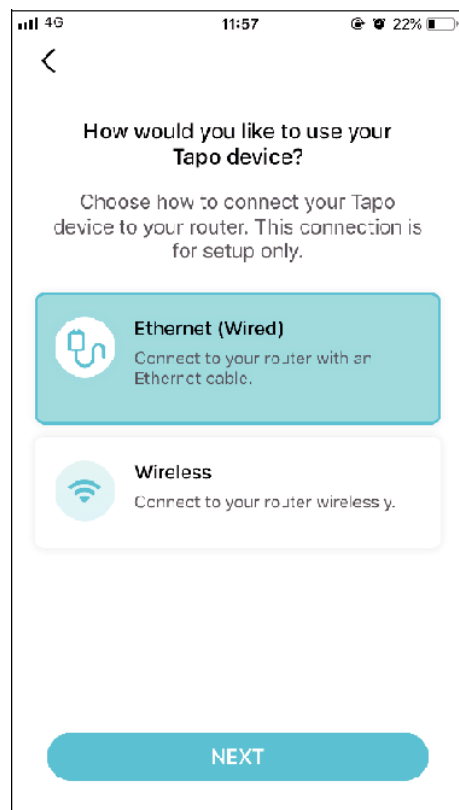 4G 11:57 22%
How would you like to use your
Tapo device?
Choose how to connect your Tapo
device to your router. This connection is
for setup only.
Ethernet (Wired)
Connect to your router with an
Ethernet cable.
Wireless
Connect to your router wirelessly.
NEXT